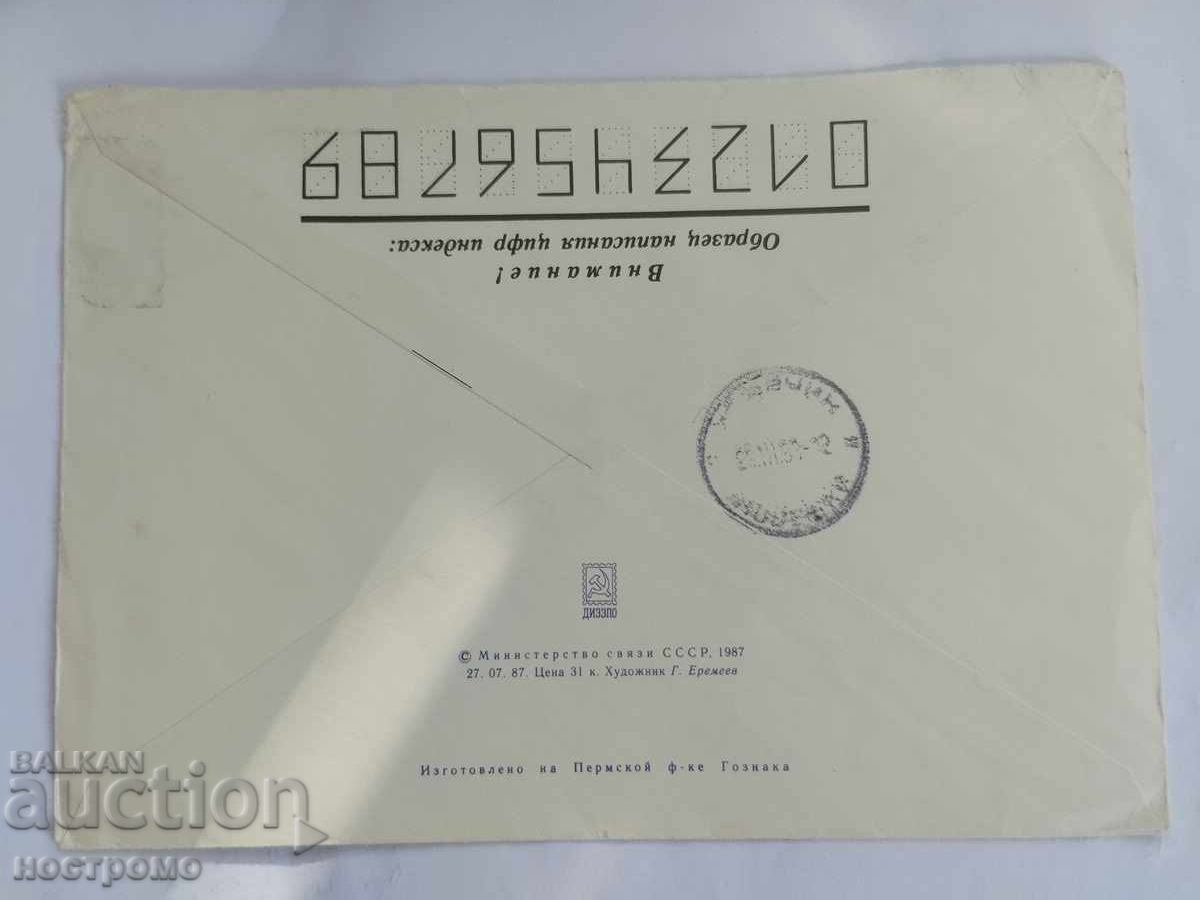 Внимание!
Образец написания цифр индекса:
0123456789
ДИЭЗПО
© Министерство связи СССР, 1987
27. 07. 87. Цена 31 к. Художник Г. Еремеев
Изготовлено на Пермской ф-ке Гознака
BALKAN
auction
ностромо